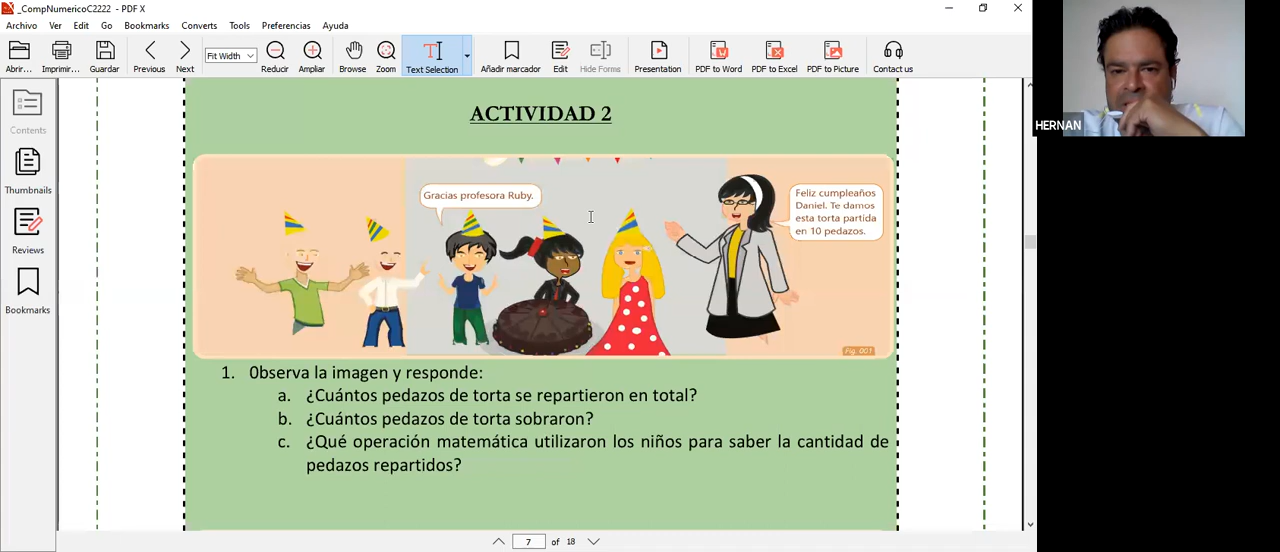 _CompNumericoC2222 - PDF X
Archivo Ver Edit Go Bookmarks Converts Tools Preferencias Ayuda
Abrir... Imprimir... Guardar Previous Next Fit Width Reducir Ampliar Browse Zoom Text Selection Añadir marcador Edit Hide Forms Presentation PDF to Word PDF to Excel PDF to Picture Contact us
Contents
Thumbnails
Reviews
Bookmarks
ACTIVIDAD 2
Gracias profesora Ruby.
Feliz cumpleaños
Daniel. Te damos
esta torta partida
en 10 pedazos.
Fig. 001
1. 0bserva la imagen y responde:
a. ¿Cuántos pedazos de torta se repartieron en total?
b. ¿Cuántos pedazos de torta sobraron?
c. ¿Qué operación matemática utilizaron los niños para saber la cantidad de
pedazos repartidos?
7 of 18
HERNAN